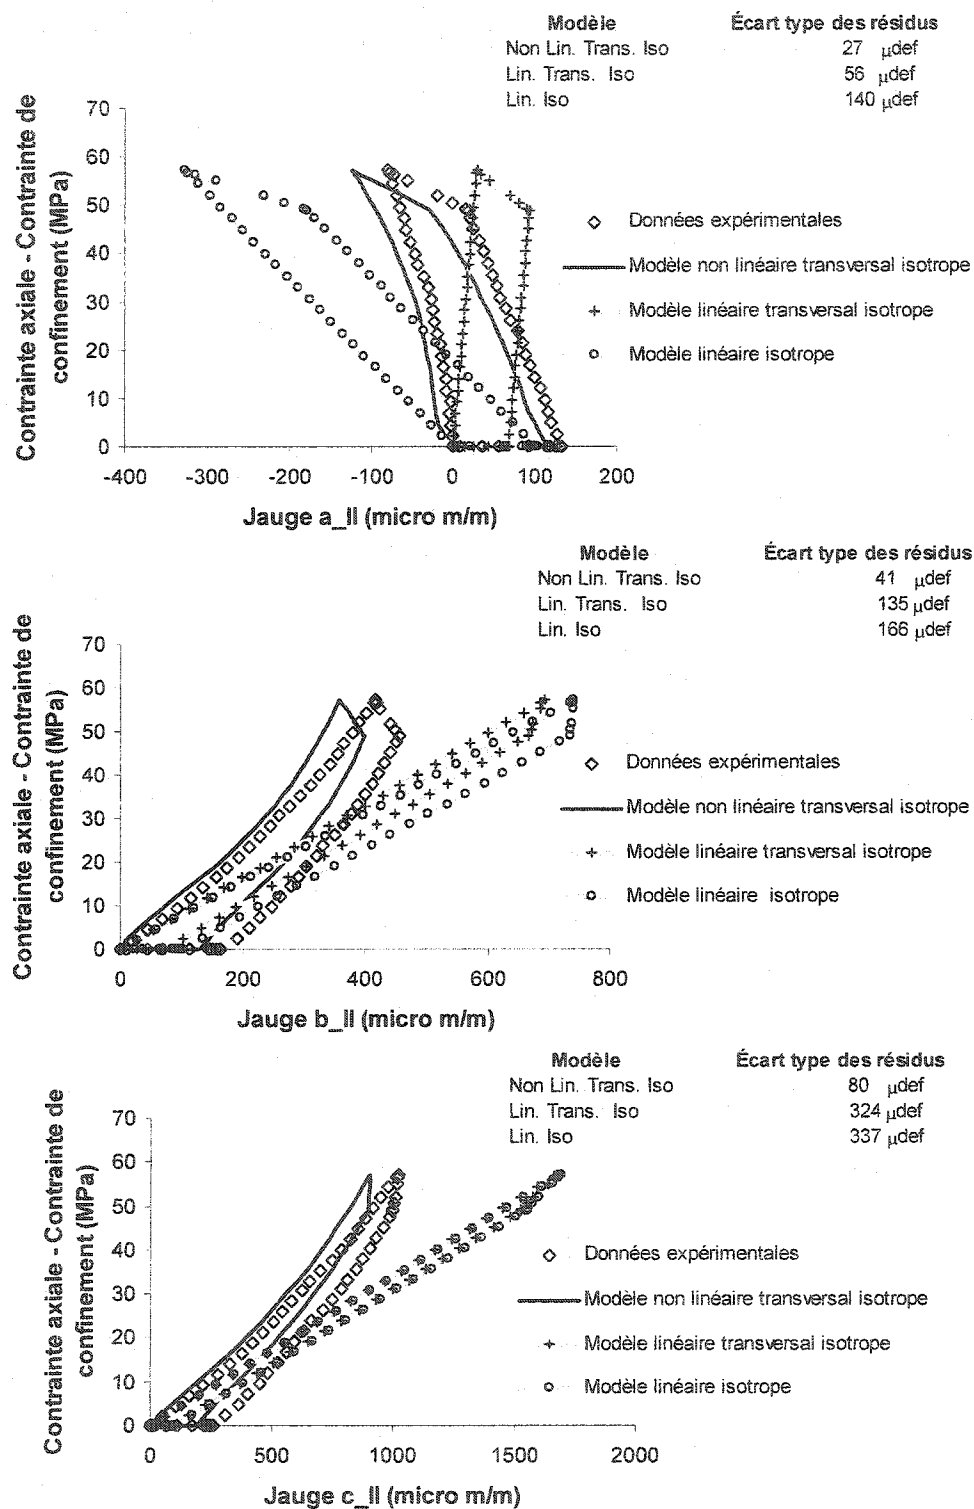 Modèle Écart type des résidus
Non Lin. Trans. Iso 27 μdef
Lin. Trans. Iso 56 μdef
Lin. Iso 140 μdef
Contrainte axiale - Contrainte de
confinement (MPa)
70
60
50
40
30
20
10
0
-400 -300 -200 -100 0 100 200
Jauge a_II (micro m/m)
Données expérimentales
Modèle non linéaire transversal isotrope
Modèle linéaire transversal isotrope
Modèle linéaire isotrope
Modèle Écart type des résidus
Non Lin. Trans. Iso 41 μdef
Lin. Trans. Iso 135 μdef
Lin. Iso 166 μdef
Contrainte axiale - Contrainte de
confinement (MPa)
70
60
50
40
30
20
10
0
0 200 400 600 800
Jauge b_II (micro m/m)
Données expérimentales
Modèle non linéaire transversal isotrope
Modèle linéaire transversal isotrope
Modèle linéaire isotrope
Modèle Écart type des résidus
Non Lin. Trans. Iso 80 μdef
Lin. Trans. Iso 324 μdef
Lin. Iso 337 μdef
Contrainte axiale - Contrainte de
confinement (MPa)
70
60
50
40
30
20
10
0
0 500 1000 1500 2000
Jauge c_II (micro m/m)
Données expérimentales
Modèle non linéaire transversal isotrope
Modèle linéaire transversal isotrope
Modèle linéaire isotrope